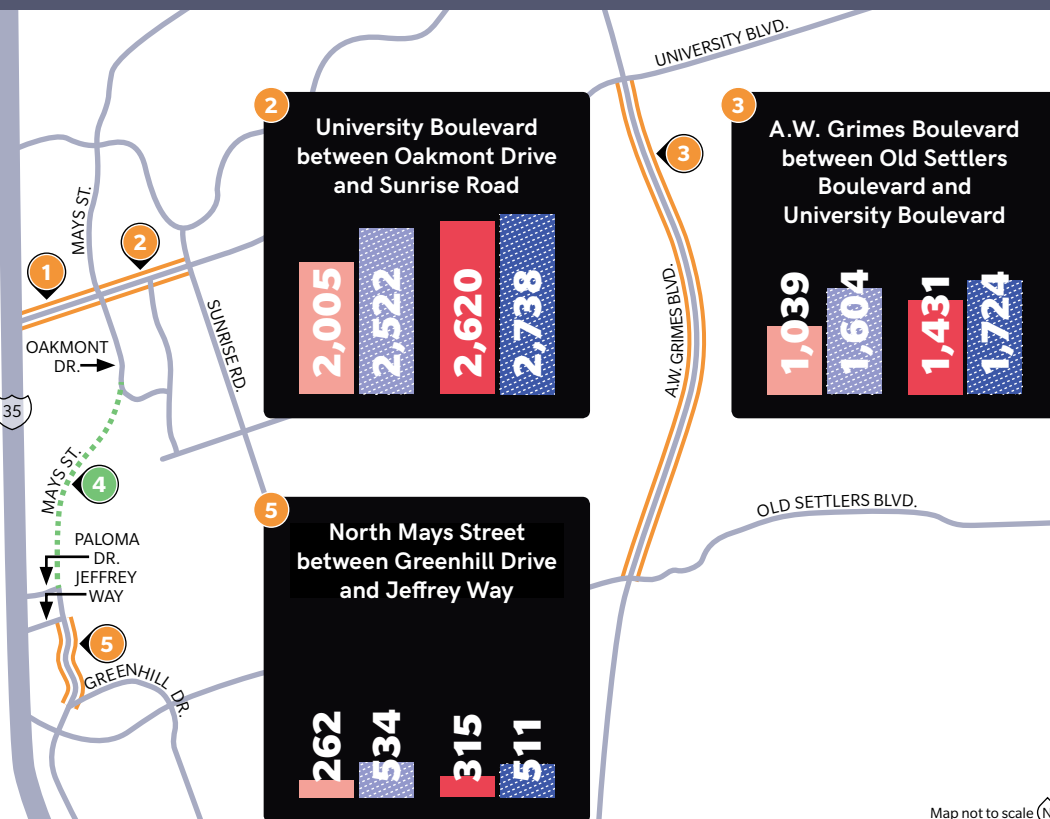 UNIVERSITY BLVD.
2
University Boulevard
between Oakmont Drive
and Sunrise Road
2,005
2,522
2,620
2,738
3
A.W. Grimes Boulevard
between Old Settlers
Boulevard and
University Boulevard
1,039
1,604
1,431
1,724
3
MAYS ST.
2
1
SUNRISE RD.
A.W. GRIMES BLVD.
OAKMONT
DR.
35
MAYS ST.
4
OLD SETTLERS BLVD.
5
North Mays Street
between Greenhill Drive
and Jeffrey Way
262
534
315
511
PALOMA
DR.
JEFFREY
WAY
5
GREENHILL DR.
Map not to scale
N